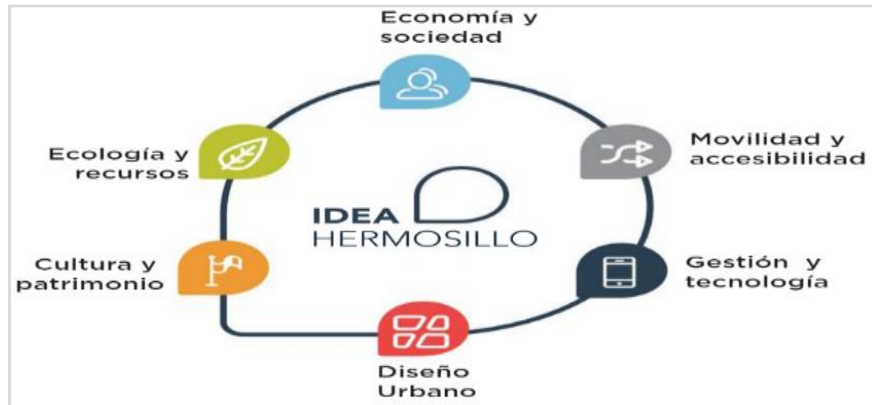 Economía y
sociedad
Movilidad y
accesibilidad
Ecología y
recursos
IDEA
HERMOSILLO
Cultura y
patrimonio
Gestión y
tecnología
Diseño
Urbano